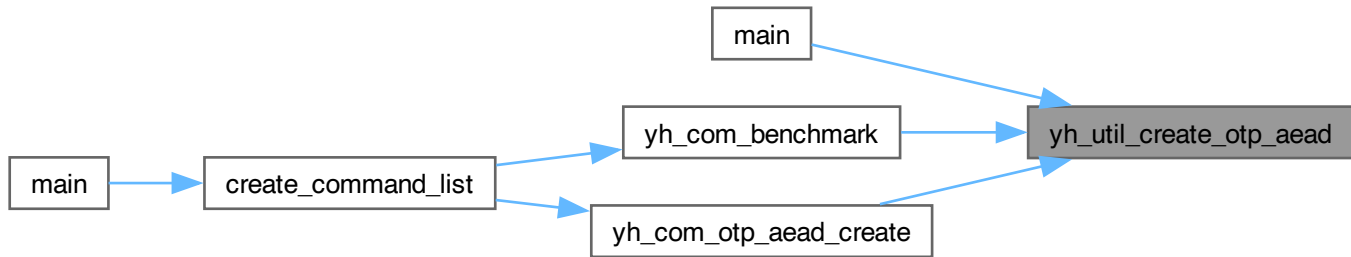 main
yh_com_benchmark
yh_util_create_otp_aead
main
create_command_list
yh_com_otp_aead_create